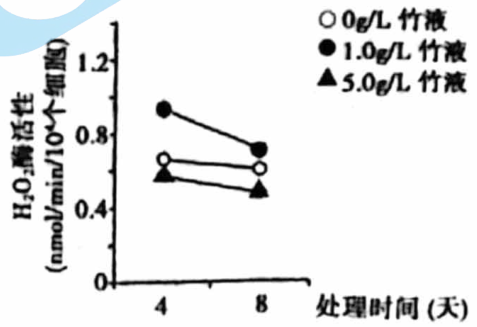 ○ 0g/L 竹液
● 1.0g/L 竹液
▲ 5.0g/L 竹液
H₂O₂酶活性
(nmol/min/10⁴个细胞)
1.2
0.8
0.4
0
4 8 处理时间 (天)